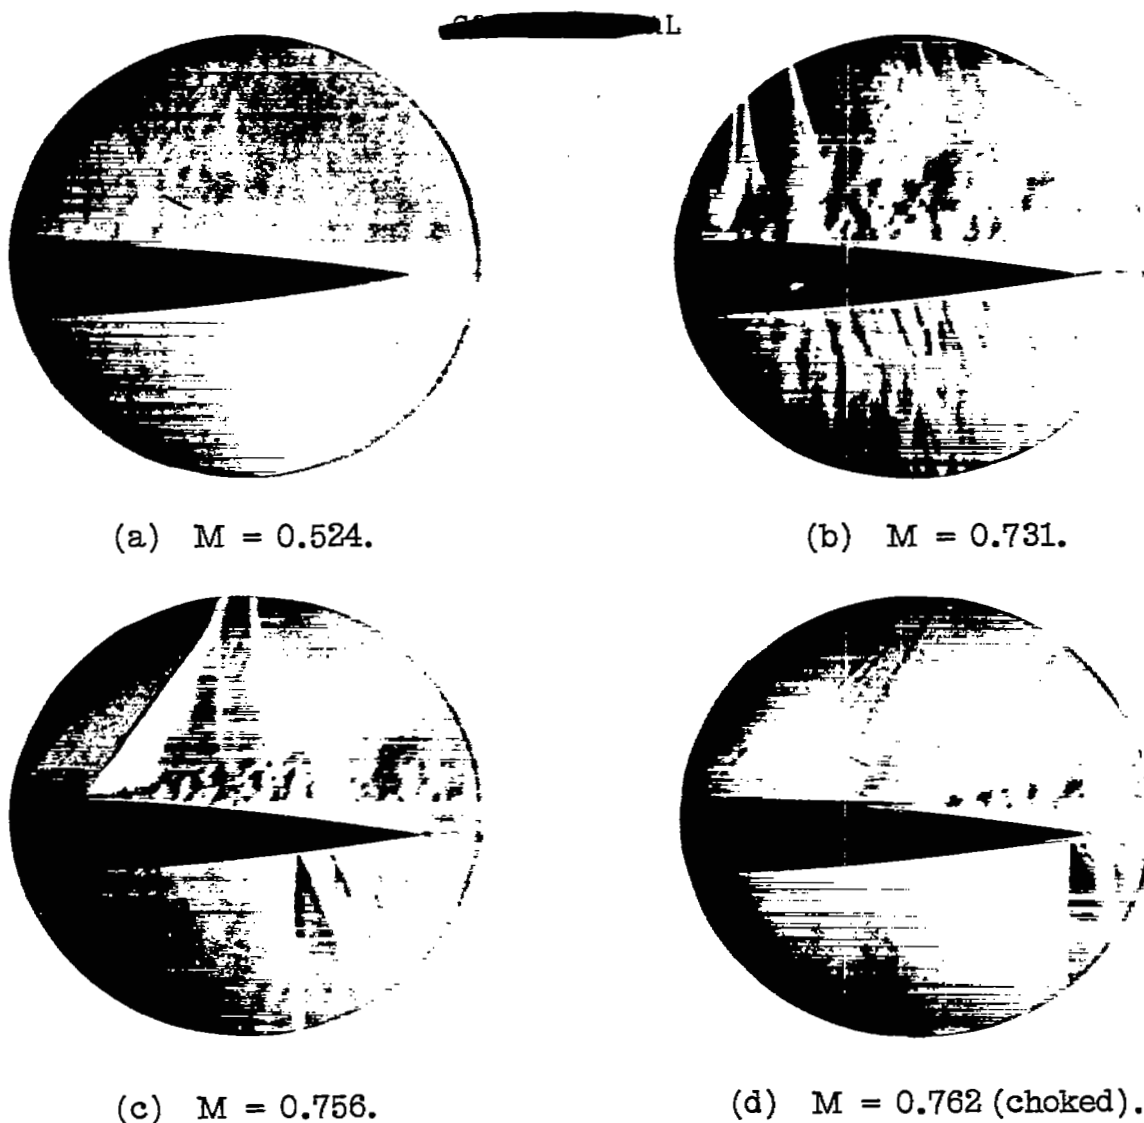 (a) M = 0.524.
(b) M = 0.731.
(c) M = 0.756.
(d) M = 0.762 (choked).